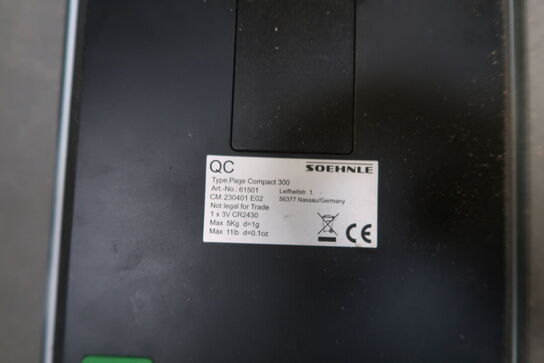 QC
SOEHNLE
Type:Page Compact 300
Art.-No.: 61501
Leifheitstr. 1
CM:230401.E02
56377 Nassau/Germany
Not legal for Trade
1 x 3V CR2430
Max 5Kg d=1g
Max 11lb d=0.1oz
CE